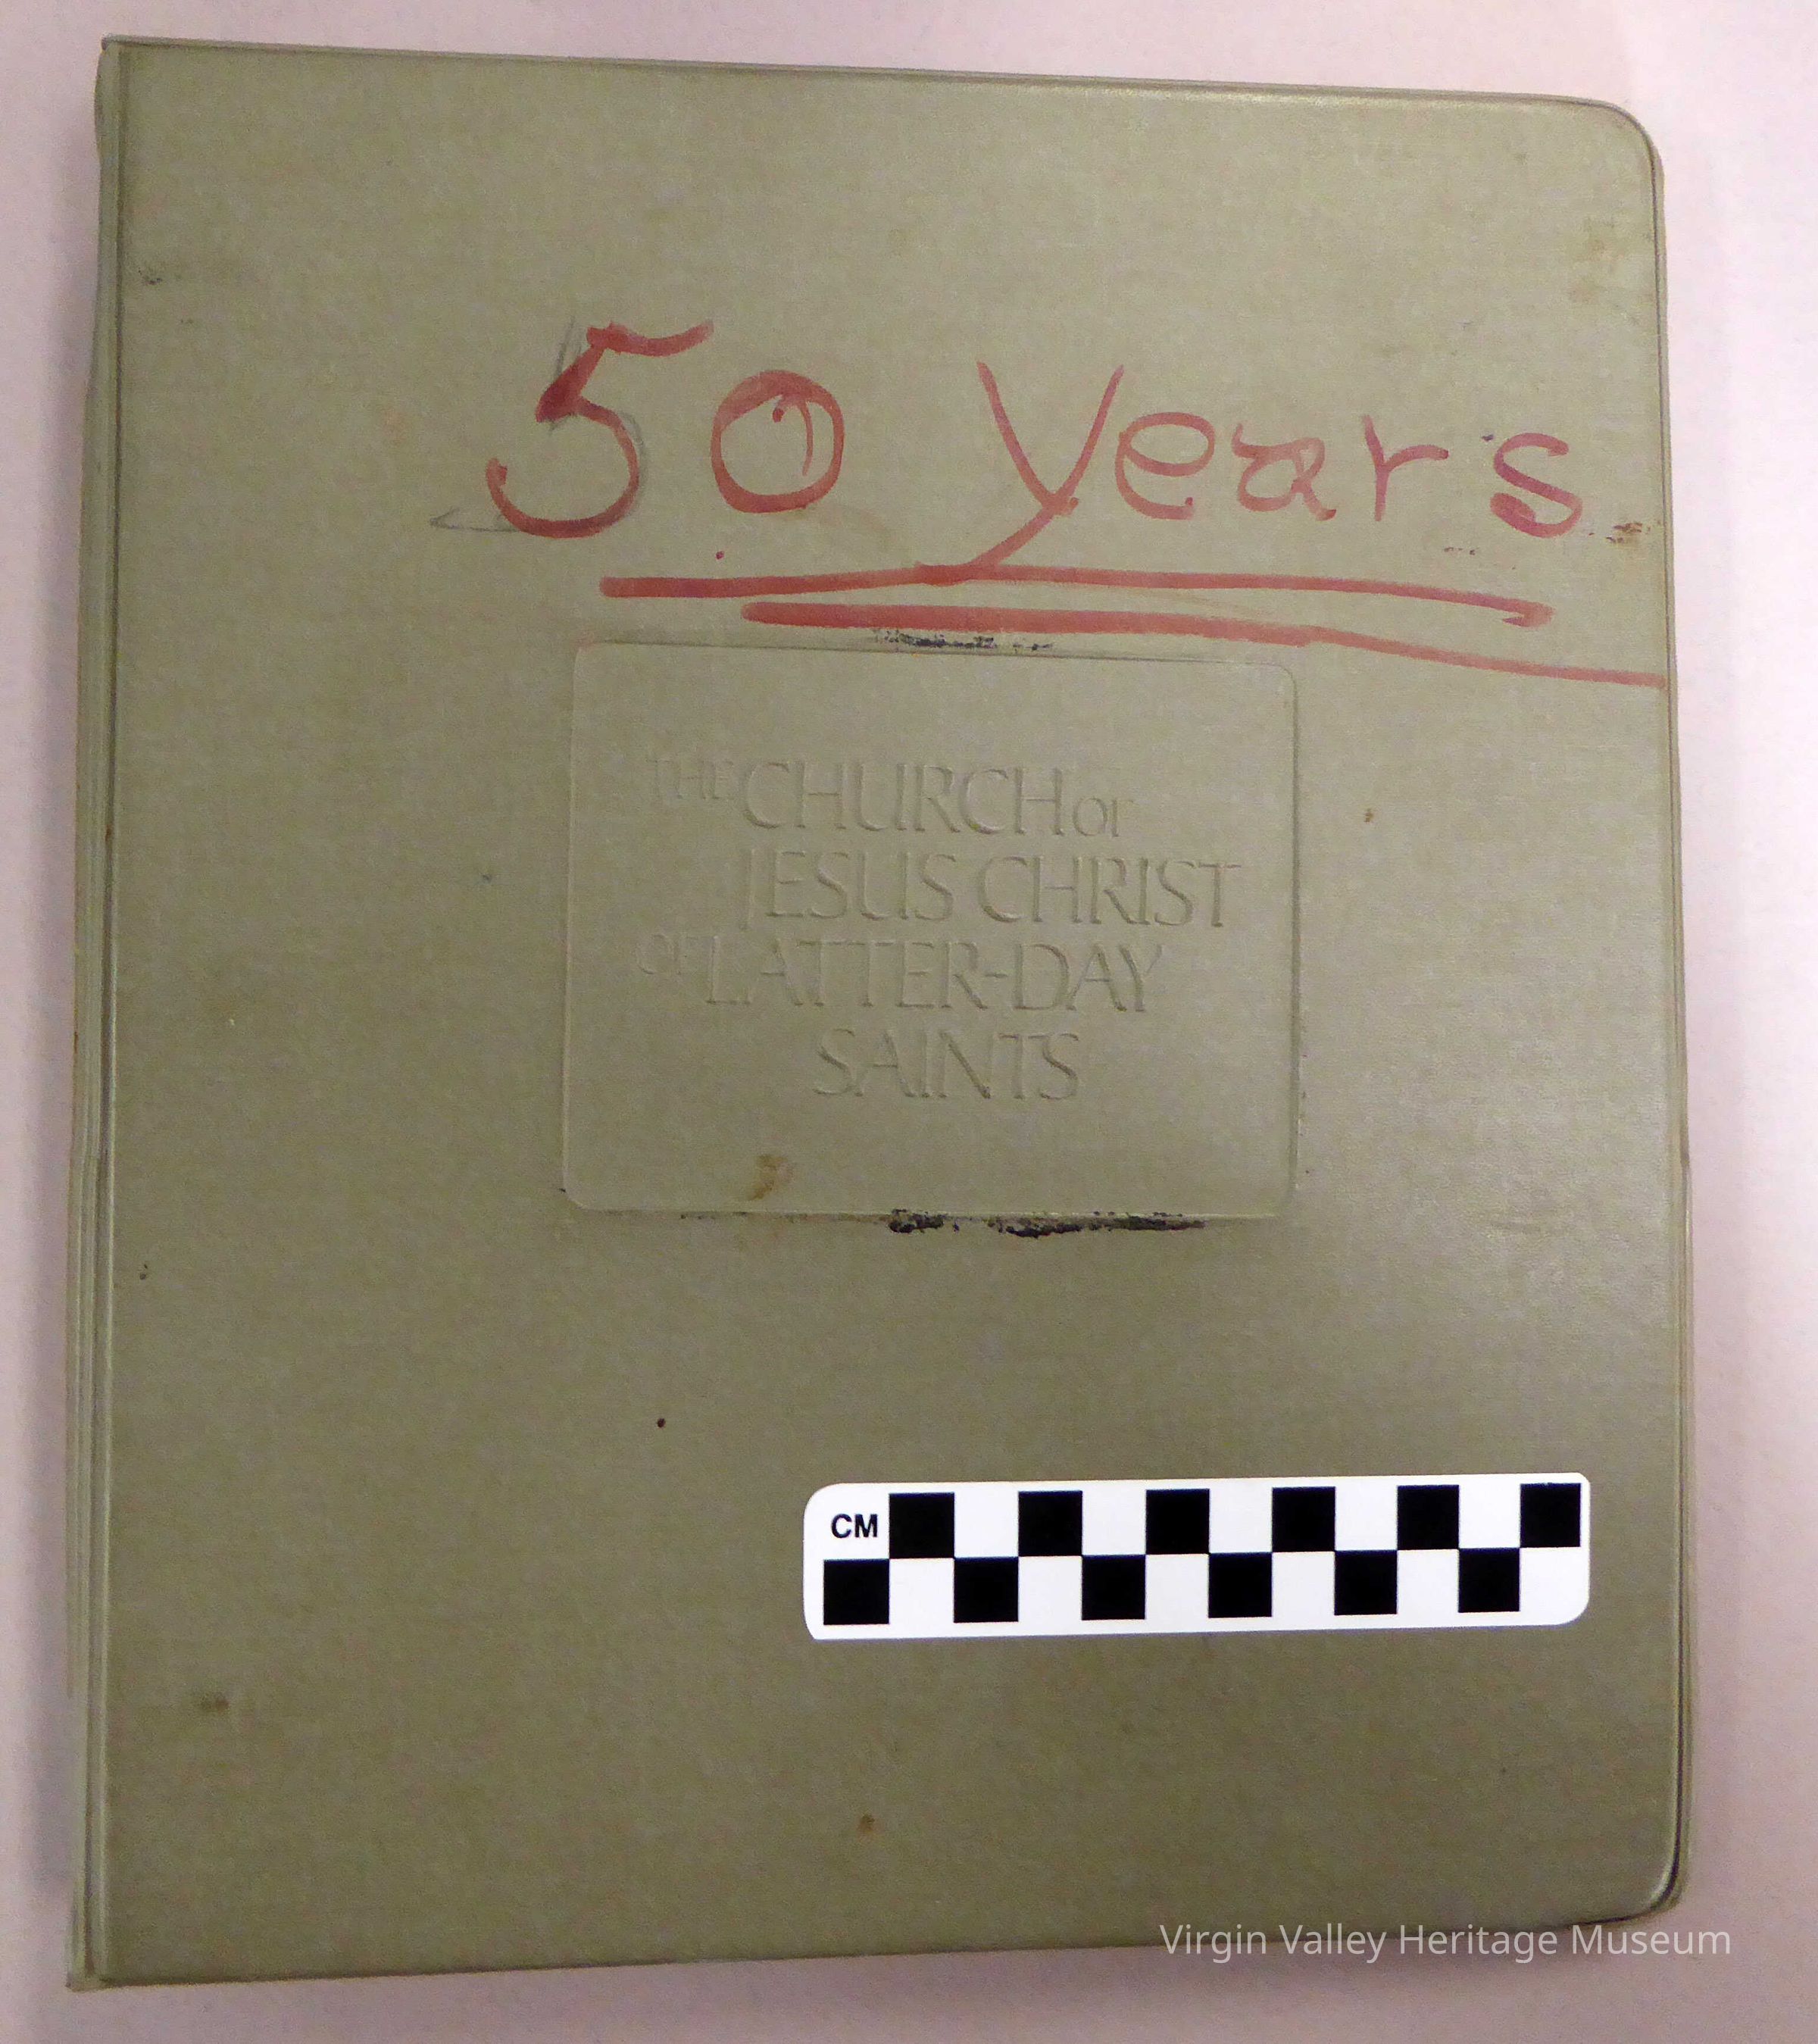 50 Years
THE CHURCH OF
JESUS CHRIST
OF LATTER-DAY
SAINTS
CM
Virgin Valley Heritage Museum